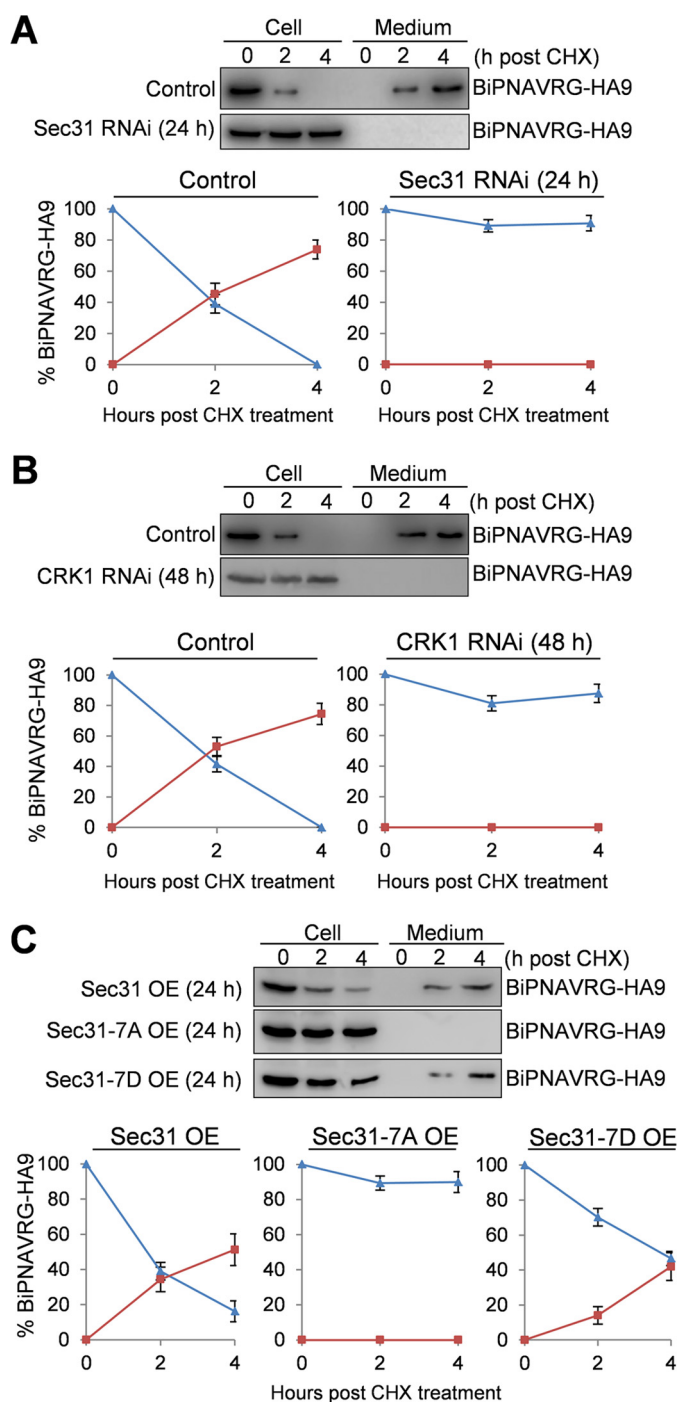 A
Cell Medium
0 2 4 0 2 4 (h post CHX)
Control BiPNAVRG-HA9
Sec31 RNAi (24 h) BiPNAVRG-HA9
Control Sec31 RNAi (24 h)
% BiPNAVRG-HA9
100 100
80 80
60 60
40 40
20 20
0 0
0 2 4 0 2 4
Hours post CHX treatment Hours post CHX treatment
B
Cell Medium
0 2 4 0 2 4 (h post CHX)
Control BiPNAVRG-HA9
CRK1 RNAi (48 h) BiPNAVRG-HA9
Control CRK1 RNAi (48 h)
% BiPNAVRG-HA9
100 100
80 80
60 60
40 40
20 20
0 0
0 2 4 0 2 4
Hours post CHX treatment Hours post CHX treatment
C
Cell Medium
0 2 4 0 2 4 (h post CHX)
Sec31 OE (24 h) BiPNAVRG-HA9
Sec31-7A OE (24 h) BiPNAVRG-HA9
Sec31-7D OE (24 h) BiPNAVRG-HA9
Sec31 OE Sec31-7A OE Sec31-7D OE
% BiPNAVRG-HA9
100 100 100
80 80 80
60 60 60
40 40 40
20 20 20
0 0 0
0 2 4 0 2 4 0 2 4
Hours post CHX treatment